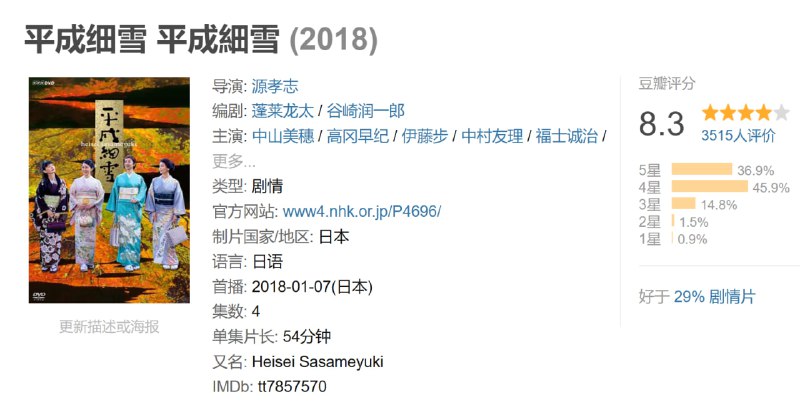 平成细雪 平成細雪 (2018)
NHK DVD
平成細雪
heisei Sasameyuki
DVD
更新描述或海报
导演: 源孝志
编剧: 蓬莱龙太 / 谷崎润一郎
主演: 中山美穗 / 高冈早纪 / 伊藤步 / 中村友理 / 福士诚治 /
更多...
类型: 剧情
官方网站: www4.nhk.or.jp/P4696/
制片国家/地区: 日本
语言: 日语
首播: 2018-01-07(日本)
集数: 4
单集片长: 54分钟
又名: Heisei Sasameyuki
IMDb: tt7857570
豆瓣评分
8.3
3515人评价
5星 36.9%
4星 45.9%
3星 14.8%
2星 1.5%
1星 0.9%
好于 29% 剧情片